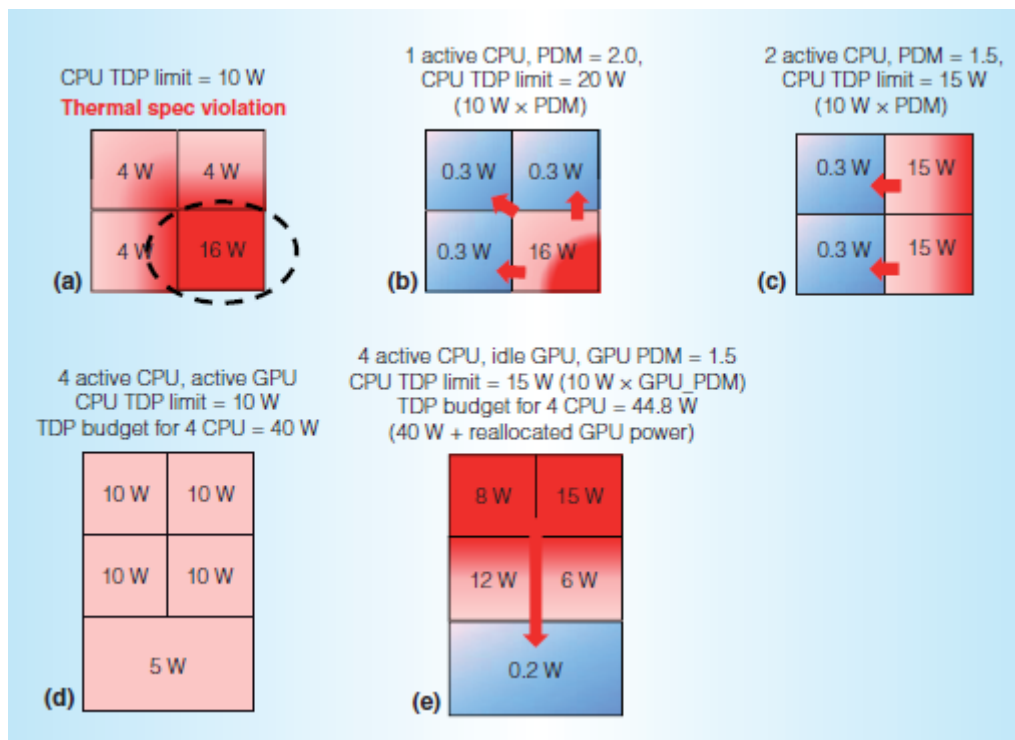 CPU TDP limit = 10 W
Thermal spec violation
4 W 4 W
4 W 16 W
(a)
1 active CPU, PDM = 2.0,
CPU TDP limit = 20 W
(10 W × PDM)
0.3 W 0.3 W
0.3 W 16 W
(b)
2 active CPU, PDM = 1.5,
CPU TDP limit = 15 W
(10 W × PDM)
0.3 W 15 W
0.3 W 15 W
(c)
4 active CPU, active GPU
CPU TDP limit = 10 W
TDP budget for 4 CPU = 40 W
10 W 10 W
10 W 10 W
5 W
(d)
4 active CPU, idle GPU, GPU PDM = 1.5
CPU TDP limit = 15 W (10 W × GPU_PDM)
TDP budget for 4 CPU = 44.8 W
(40 W + reallocated GPU power)
8 W 15 W
12 W 6 W
0.2 W
(e)